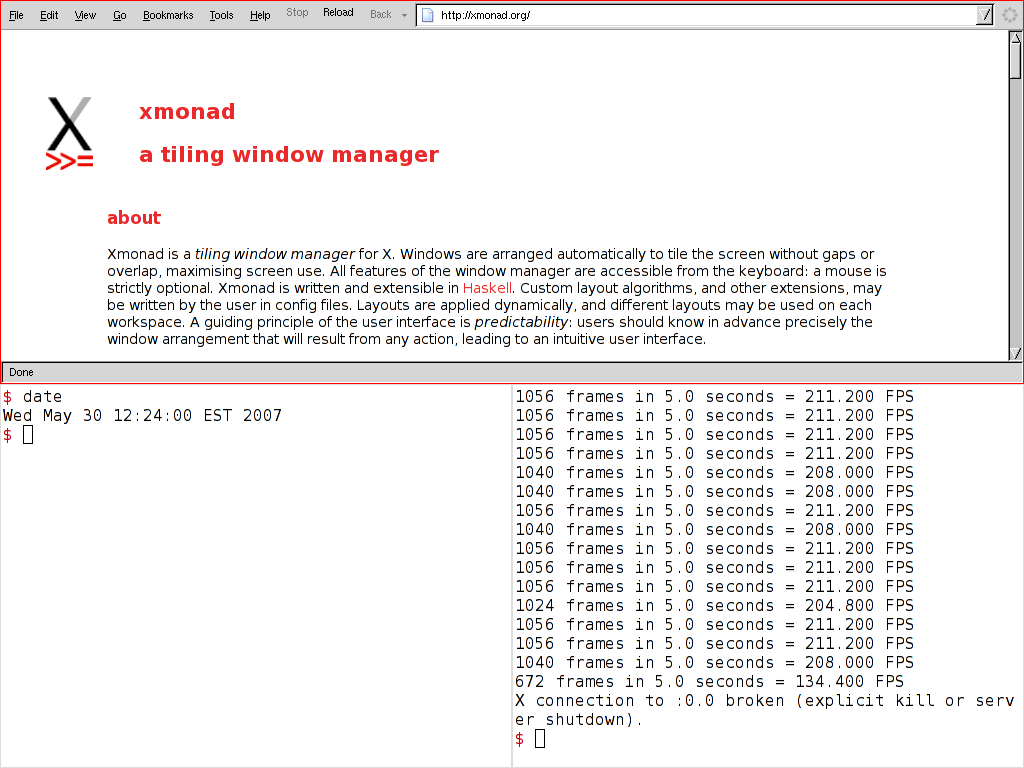 File Edit View Go Bookmarks Tools Help Stop Reload Back http://xmonad.org/
X
>>=
xmonad
a tiling window manager
about
Xmonad is a tiling window manager for X. Windows are arranged automatically to tile the screen without gaps or
overlap, maximising screen use. All features of the window manager are accessible from the keyboard: a mouse is
strictly optional. Xmonad is written and extensible in Haskell. Custom layout algorithms, and other extensions, may
be written by the user in config files. Layouts are applied dynamically, and different layouts may be used on each
workspace. A guiding principle of the user interface is predictability: users should know in advance precisely the
window arrangement that will result from any action, leading to an intuitive user interface.
Done
$ date
Wed May 30 12:24:00 EST 2007
$
1056 frames in 5.0 seconds = 211.200 FPS
1056 frames in 5.0 seconds = 211.200 FPS
1056 frames in 5.0 seconds = 211.200 FPS
1056 frames in 5.0 seconds = 211.200 FPS
1040 frames in 5.0 seconds = 208.000 FPS
1040 frames in 5.0 seconds = 208.000 FPS
1056 frames in 5.0 seconds = 211.200 FPS
1040 frames in 5.0 seconds = 208.000 FPS
1056 frames in 5.0 seconds = 211.200 FPS
1056 frames in 5.0 seconds = 211.200 FPS
1056 frames in 5.0 seconds = 211.200 FPS
1024 frames in 5.0 seconds = 204.800 FPS
1056 frames in 5.0 seconds = 211.200 FPS
1056 frames in 5.0 seconds = 211.200 FPS
1040 frames in 5.0 seconds = 208.000 FPS
672 frames in 5.0 seconds = 134.400 FPS
X connection to :0.0 broken (explicit kill or serv
er shutdown).
$